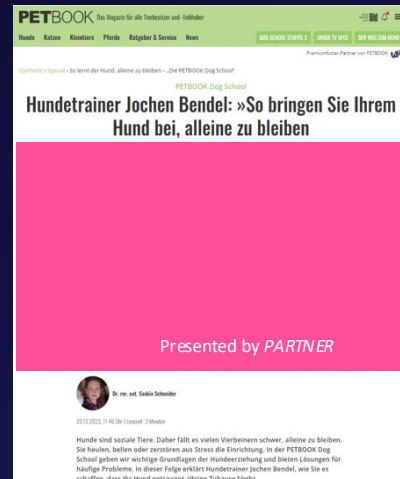 PETBOOK Das Magazin für alle Tierbesitzer und -liebhaber
Hunde Katzen Kleintiere Pferde Ratgeber & Service News
DOG SCHOOL STAFFEL 2 UNSER TV SPOT DER WEG ZUM HUND
Premiumfutter-Partner von PETBOOK
Startseite » Special » So lernt der Hund, alleine zu bleiben – „Die PETBOOK Dog School“
PETBOOK Dog School
Hundetrainer Jochen Bendel: »So bringen Sie Ihrem
Hund bei, alleine zu bleiben
Presented by PARTNER
Dr. rer. nat. Saskia Schneider
20.12.2023, 11:45 Uhr | Lesezeit: 3 Minuten
Hunde sind soziale Tiere. Daher fällt es vielen Vierbeinern schwer, alleine zu bleiben.
Sie heulen, bellen oder zerstören aus Stress die Einrichtung. In der PETBOOK Dog
School geben wir wichtige Grundlagen der Hundeerziehung und bieten Lösungen für
häufige Probleme. In dieser Folge erklärt Hundetrainer Jochen Bendel, wie Sie es
schaffen, dass Ihr Hund entspannt alleine Zuhause bleibt.